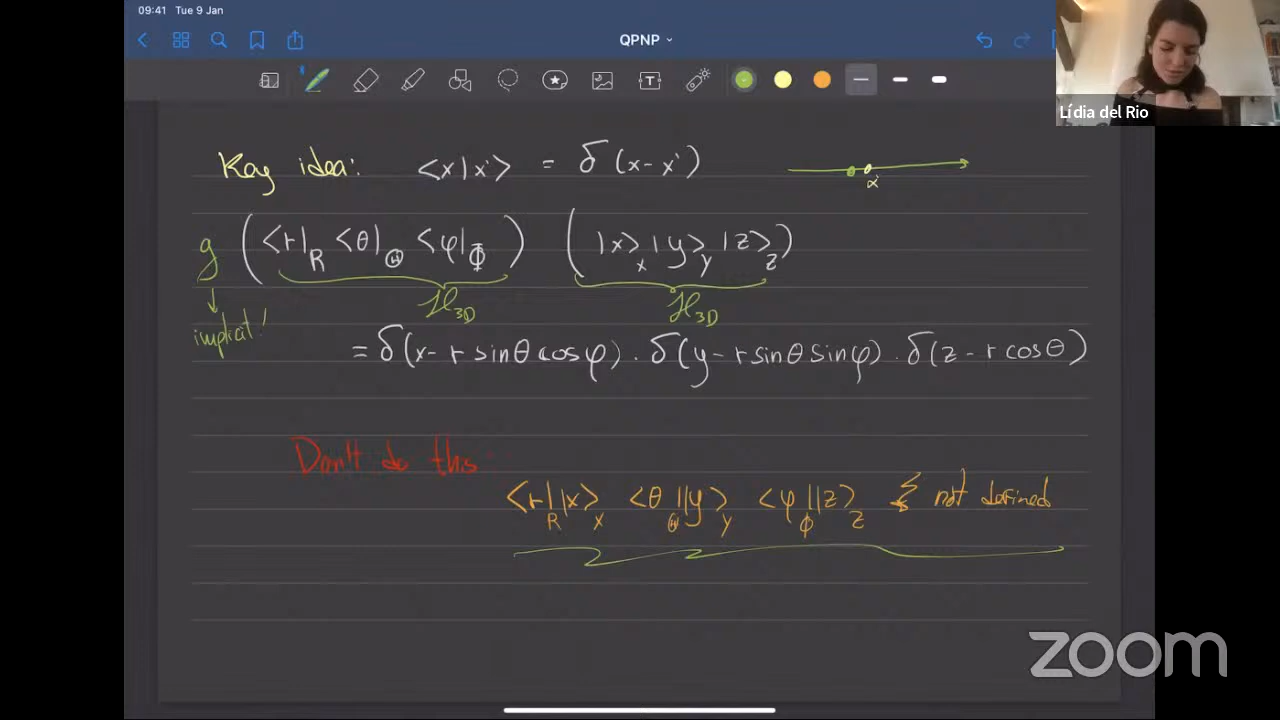 09:41 Tue 9 Jan
QPNP
Lídia del Rio
Key idea: <x|x'> = δ(x-x')
x'
g (<r|_R <θ|_Θ <φ|_Φ) (|x>_x |y>_y |z>_z)
ℋ_3D ℋ_3D
implicit!
= δ(x- r sinθ cosφ) · δ(y- r sinθ sinφ) · δ(z - r cosθ)
Don't do this:
<r|_R |x>_x <θ|_Θ |y>_y <φ|_Φ |z>_z not defined
zoom